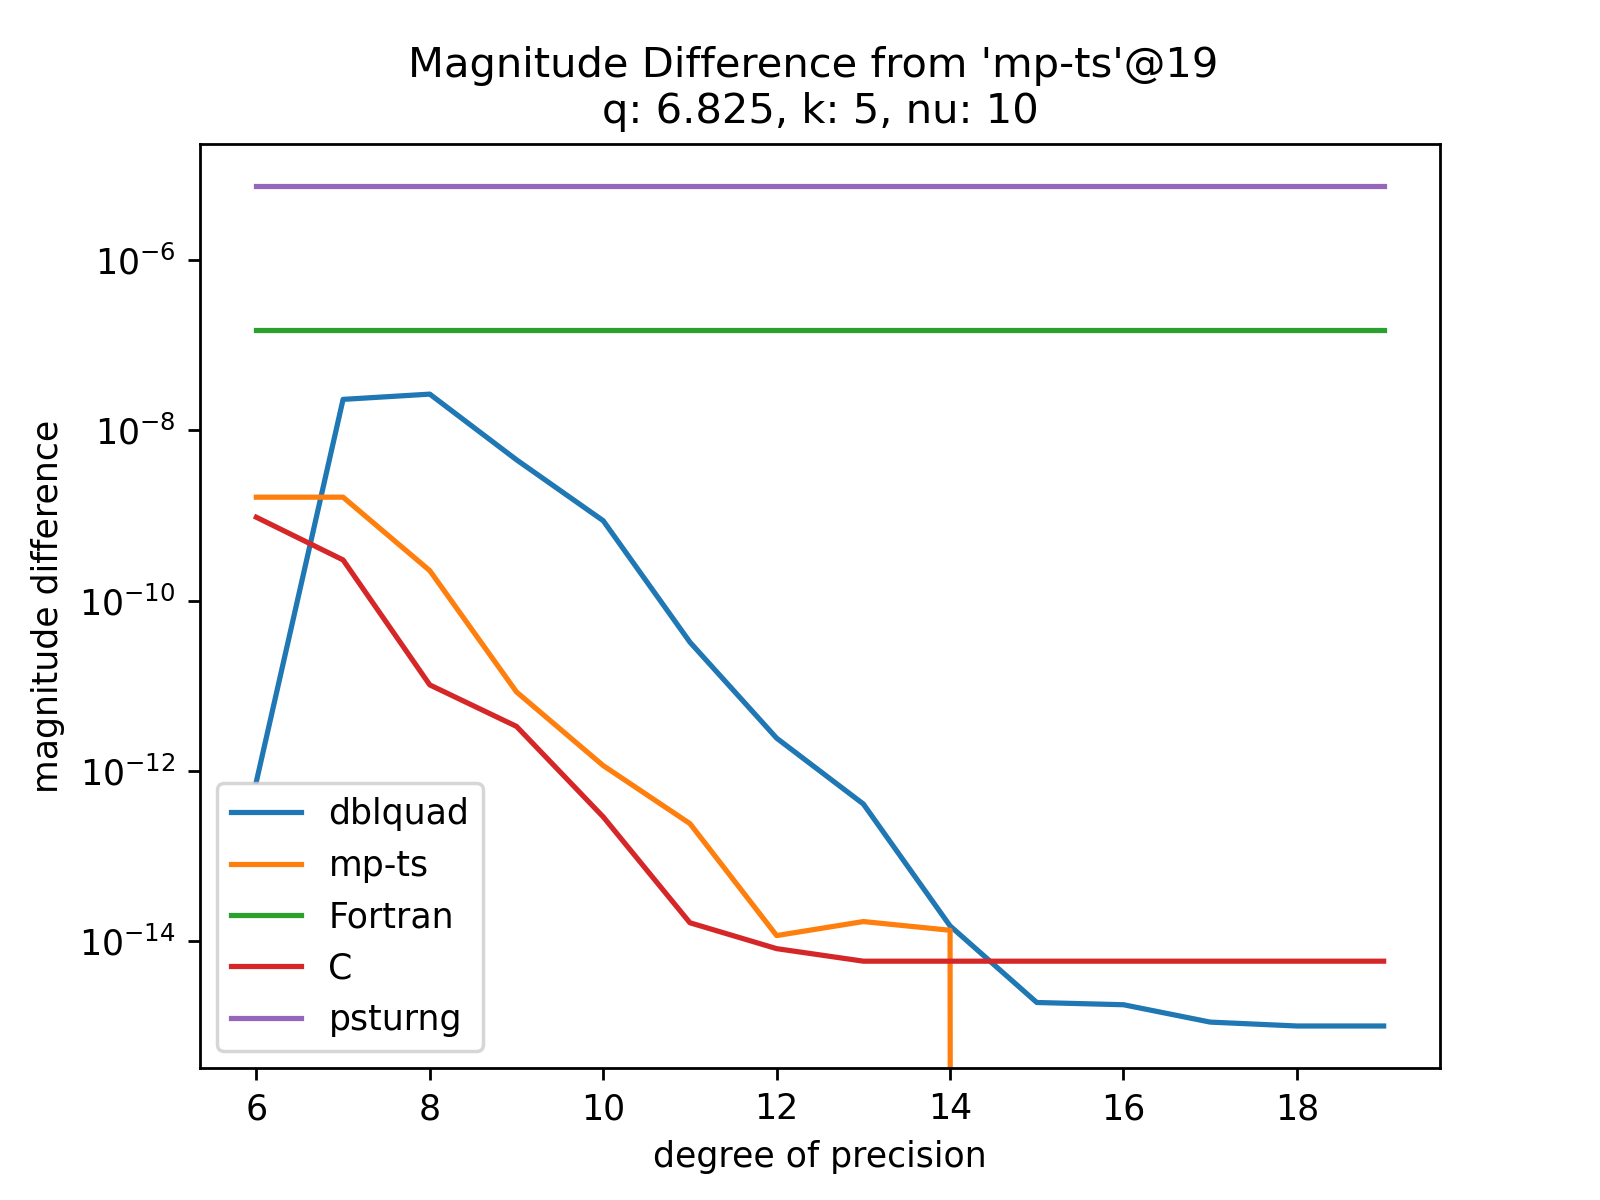 Magnitude Difference from 'mp-ts'@19
q: 6.825, k: 5, nu: 10
magnitude difference
10⁻⁶
10⁻⁸
10⁻¹⁰
10⁻¹²
10⁻¹⁴
dblquad
mp-ts
Fortran
C
psturng
6 8 10 12 14 16 18
degree of precision